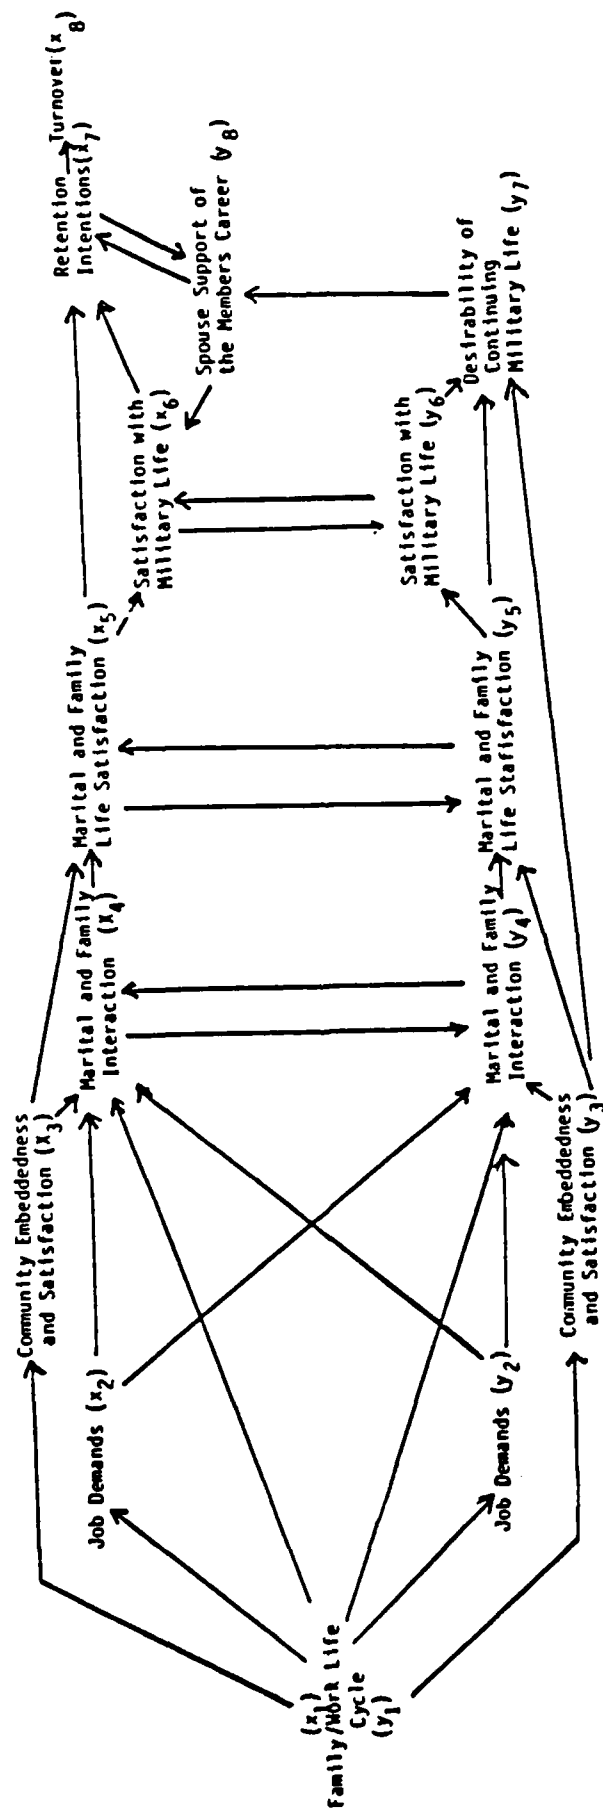 (x1)
Family/Work Life
Cycle
(y1)
Job Demands (x2)
Job Demands (y2)
Community Embeddedness
and Satisfaction (X3)
Community Embeddedness
and Satisfaction (y3)
Marital and Family
Interaction (X4)
Marital and Family
Interaction (y4)
Marital and Family
Life Satisfaction (x5)
Marital and Family
Life Stafisfaction (y5)
Satisfaction with
Military Life (x6)
Satisfaction with
Military Life (y6)
Retention
Intentions(x7)
Turnover(x8)
Spouse Support of
the Members Career (y8)
Desirability of
Continuing
Military Life (y7)